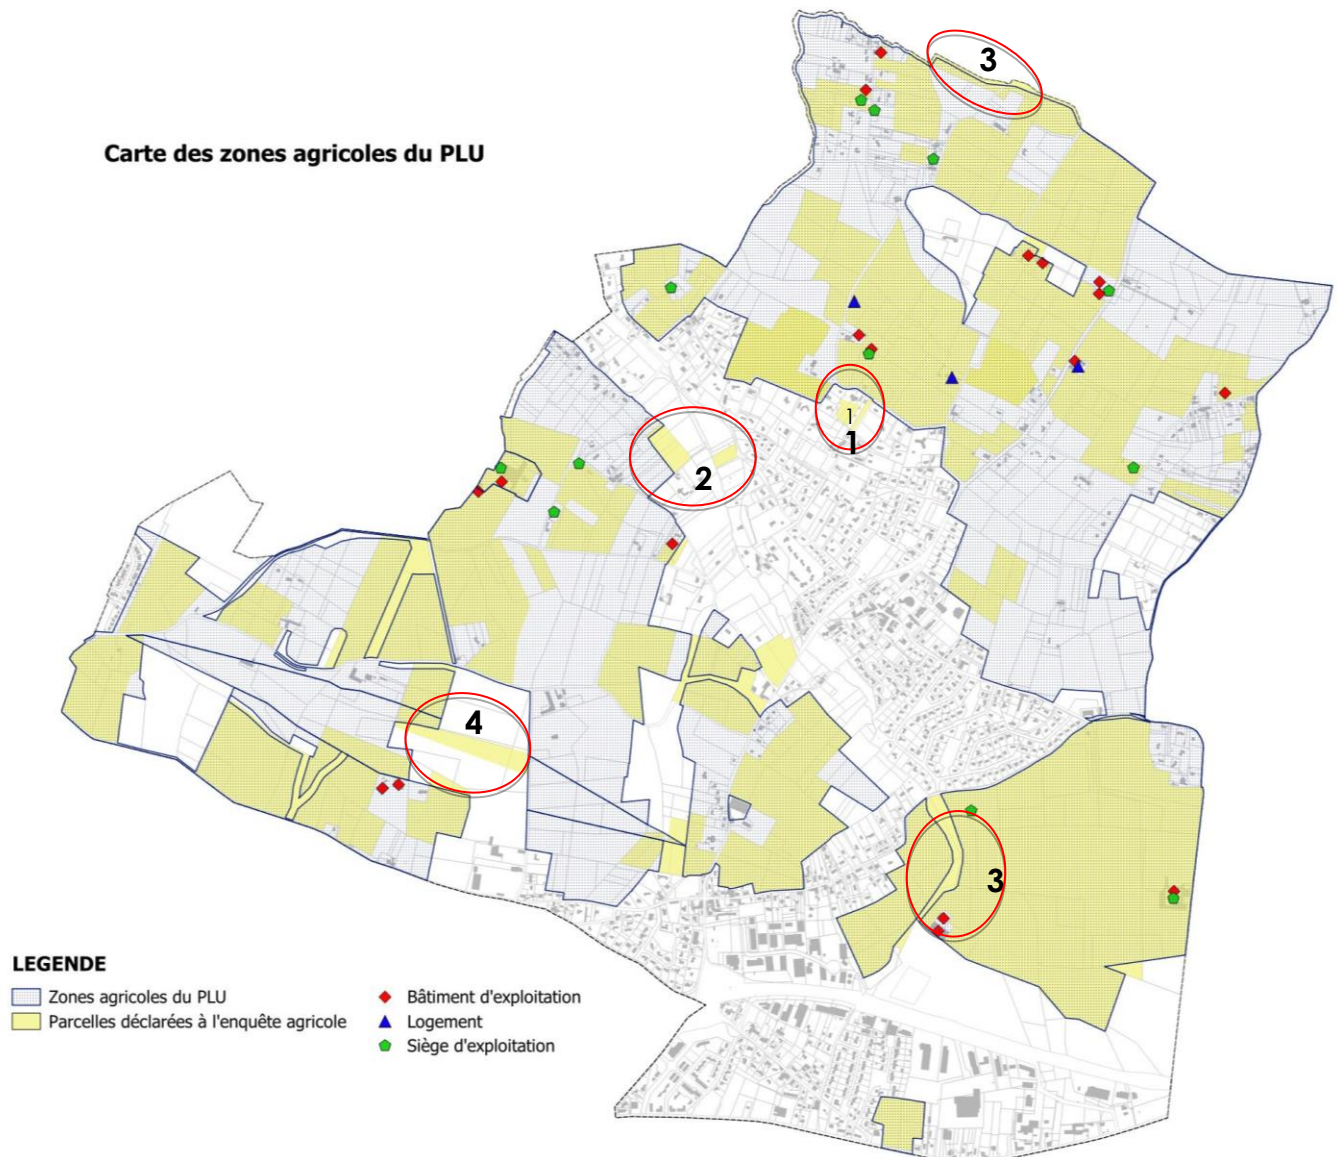 3
Carte des zones agricoles du PLU
1
1
2
4
3
LEGENDE
Zones agricoles du PLU
Parcelles déclarées à l'enquête agricole
Bâtiment d'exploitation
Logement
Siège d'exploitation